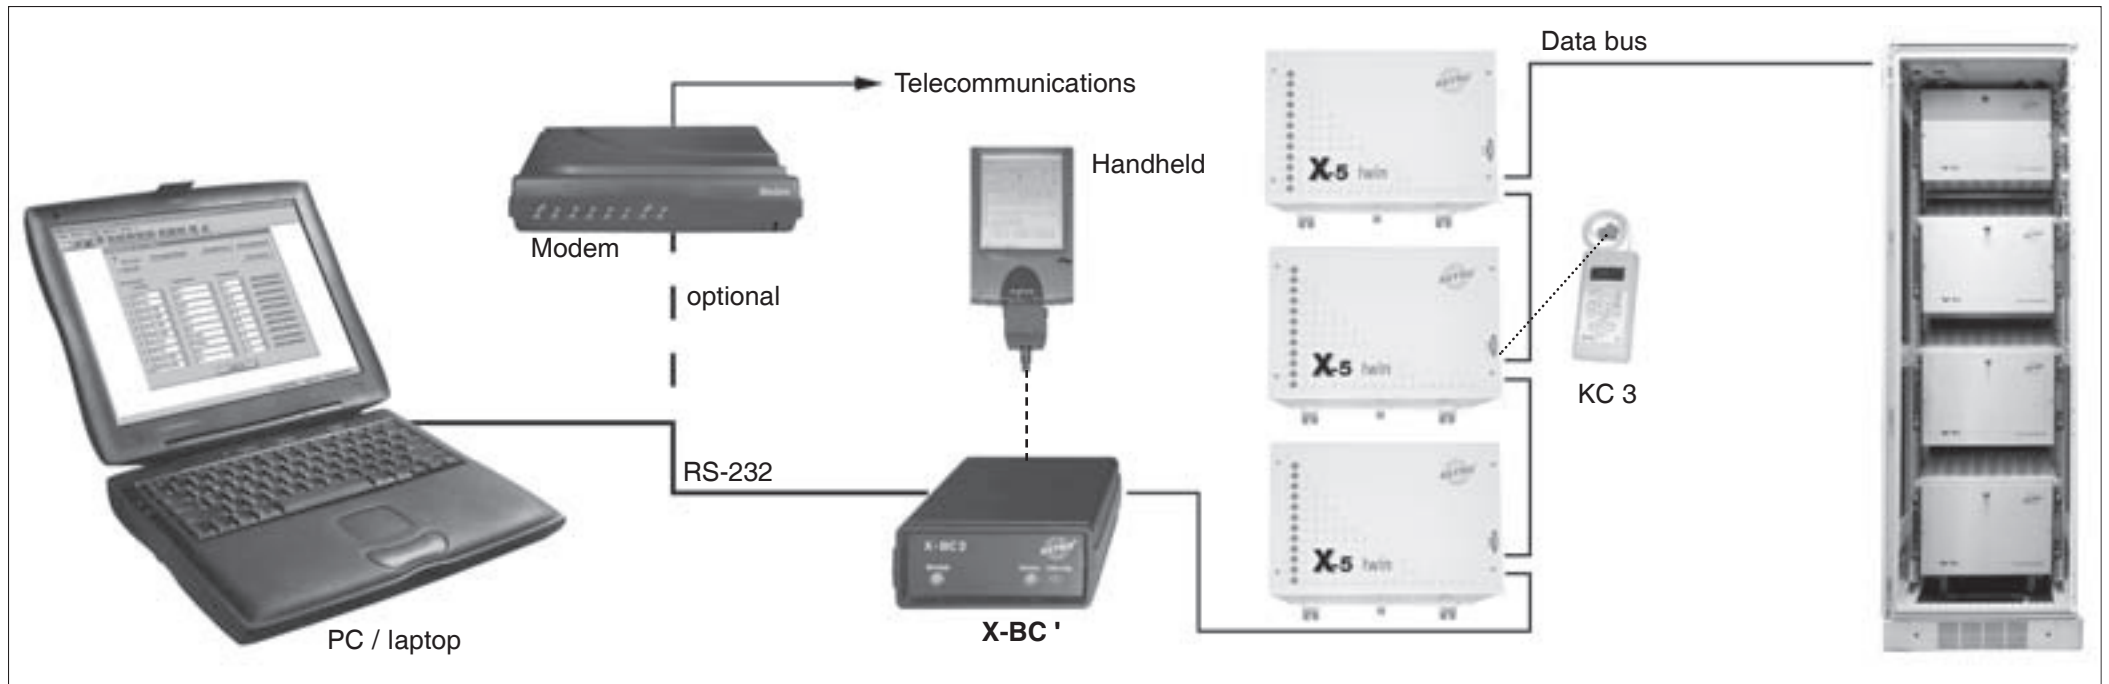 Data bus
Telecommunications
Handheld
Modem
optional
X-5 twin
X-5 twin
KC 3
RS-232
X-BC 2
X-5 twin
X-BC '
PC / laptop